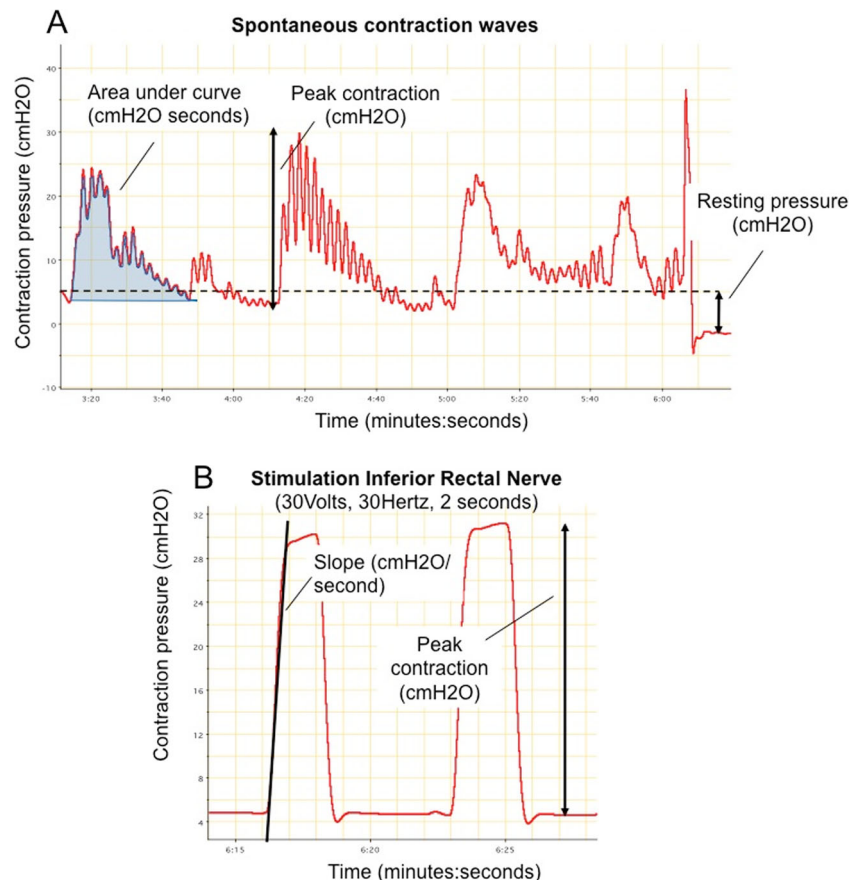 A
Spontaneous contraction waves
Contraction pressure (cmH2O)
40
30
20
10
0
-10
Area under curve
(cmH2O seconds)
Peak contraction
(cmH2O)
Resting pressure
(cmH2O)
3:20
3:40
4:00
4:20
4:40
5:00
5:20
5:40
6:00
Time (minutes:seconds)
B
Stimulation Inferior Rectal Nerve
(30Volts, 30Hertz, 2 seconds)
Contraction pressure (cmH2O)
32
28
24
20
16
12
8
4
Slope (cmH2O/
second)
Peak
contraction
(cmH2O)
6:15
6:20
6:25
Time (minutes:seconds)